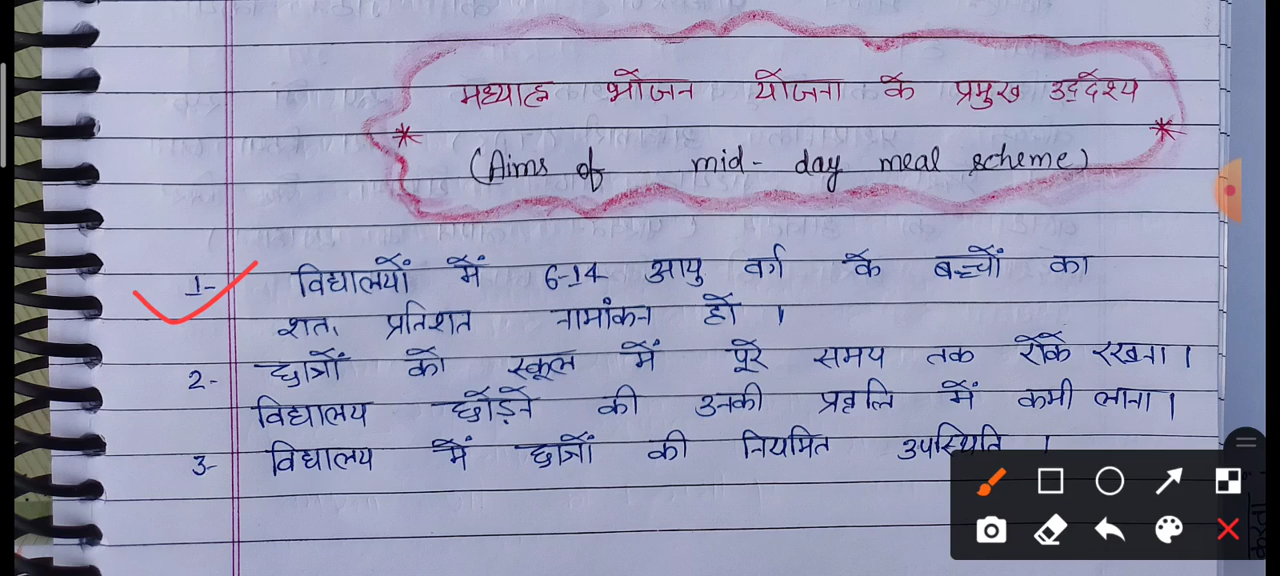 मध्याह्न भोजन योजना के प्रमुख उद्देश्य
(Aims of mid-day meal scheme)
1- विद्यालयों में 6-14 आयु वर्ग के बच्चों का
शत् प्रतिशत नामांकन हो ।
2- छात्रों को स्कूल में पूरे समय तक रोके रखना ।
विद्यालय छोड़ने की उनकी प्रवृत्ति में कमी लाना ।
3- विद्यालय में छात्रों की नियमित उपस्थिति ।